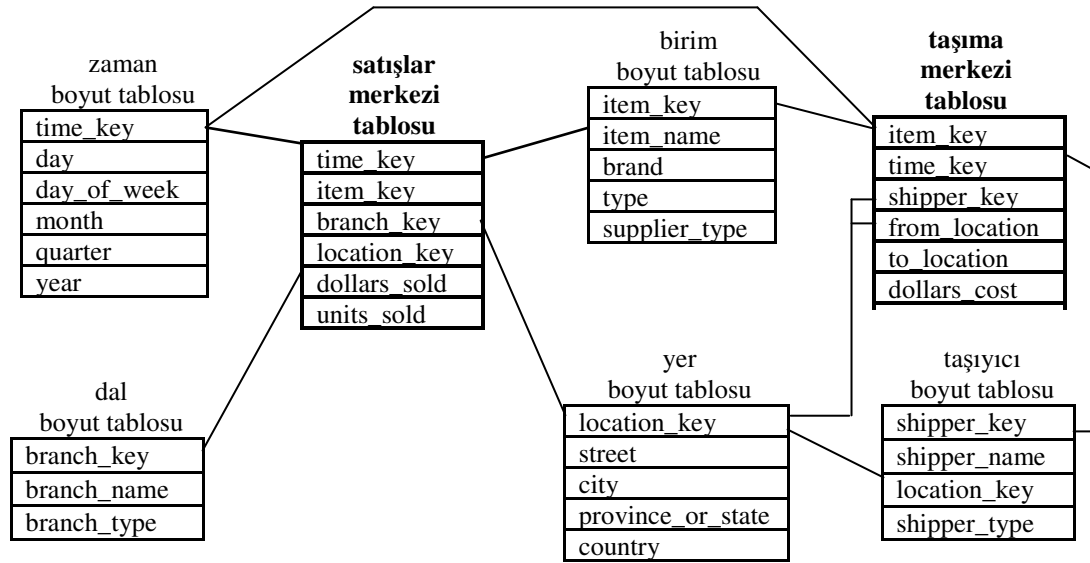 zaman
boyut tablosu
time_key
day
day_of_week
month
quarter
year
satışlar
merkezi
tablosu
time_key
item_key
branch_key
location_key
dollars_sold
units_sold
birim
boyut tablosu
item_key
item_name
brand
type
supplier_type
taşıma
merkezi
tablosu
item_key
time_key
shipper_key
from_location
to_location
dollars_cost
dal
boyut tablosu
branch_key
branch_name
branch_type
yer
boyut tablosu
location_key
street
city
province_or_state
country
taşıyıcı
boyut tablosu
shipper_key
shipper_name
location_key
shipper_type